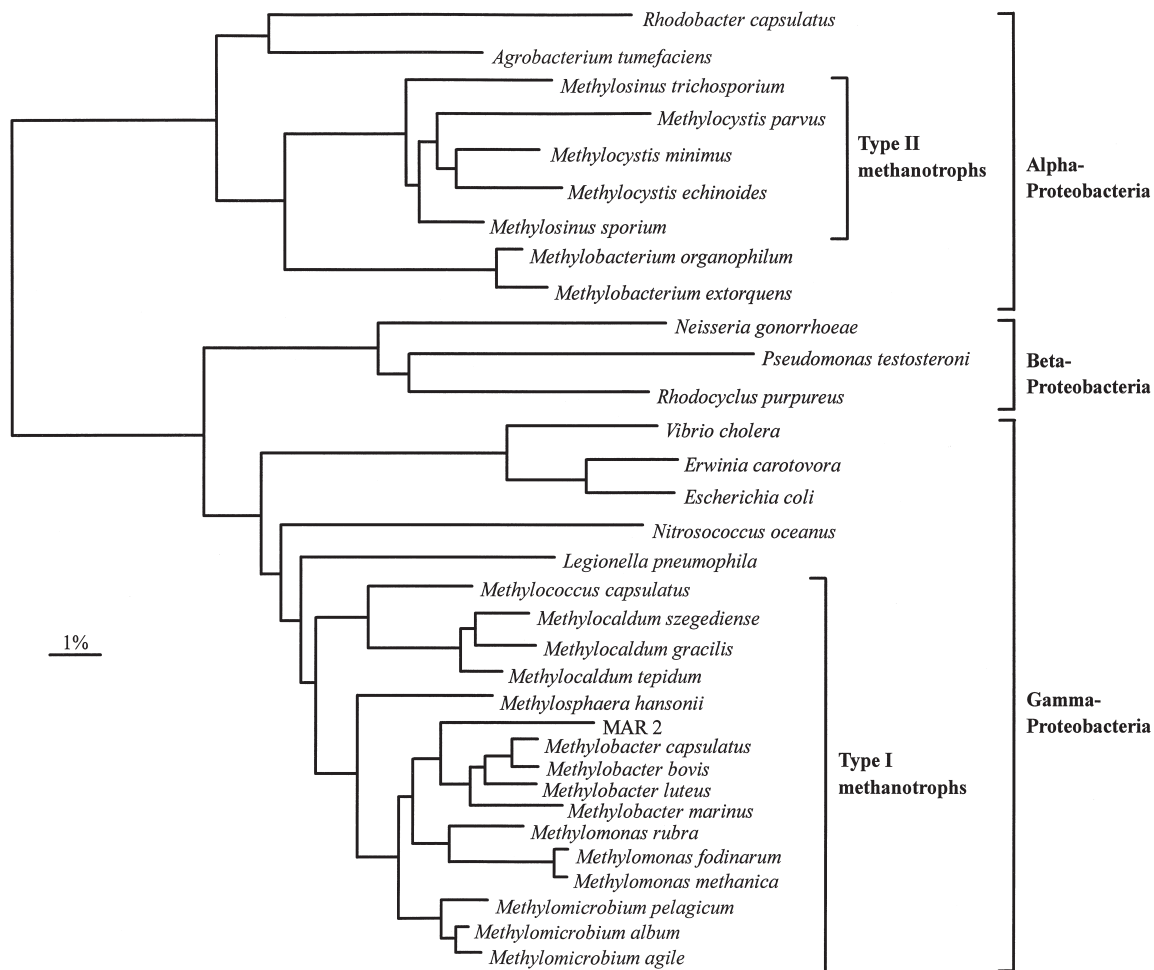 Rhodobacter capsulatus
Agrobacterium tumefaciens
Methylosinus trichosporium
Methylocystis parvus
Methylocystis minimus
Methylocystis echinoides
Methylosinus sporium
Type II
methanotrophs
Methylobacterium organophilum
Methylobacterium extorquens
Alpha-
Proteobacteria
Neisseria gonorrhoeae
Pseudomonas testosteroni
Rhodocyclus purpureus
Beta-
Proteobacteria
Vibrio cholera
Erwinia carotovora
Escherichia coli
Nitrosococcus oceanus
Legionella pneumophila
Methylococcus capsulatus
Methylocaldum szegediense
Methylocaldum gracilis
Methylocaldum tepidum
Methylosphaera hansonii
MAR 2
Methylobacter capsulatus
Methylobacter bovis
Methylobacter luteus
Methylobacter marinus
Methylomonas rubra
Methylomonas fodinarum
Methylomonas methanica
Methylomicrobium pelagicum
Methylomicrobium album
Methylomicrobium agile
Type I
methanotrophs
Gamma-
Proteobacteria
1%